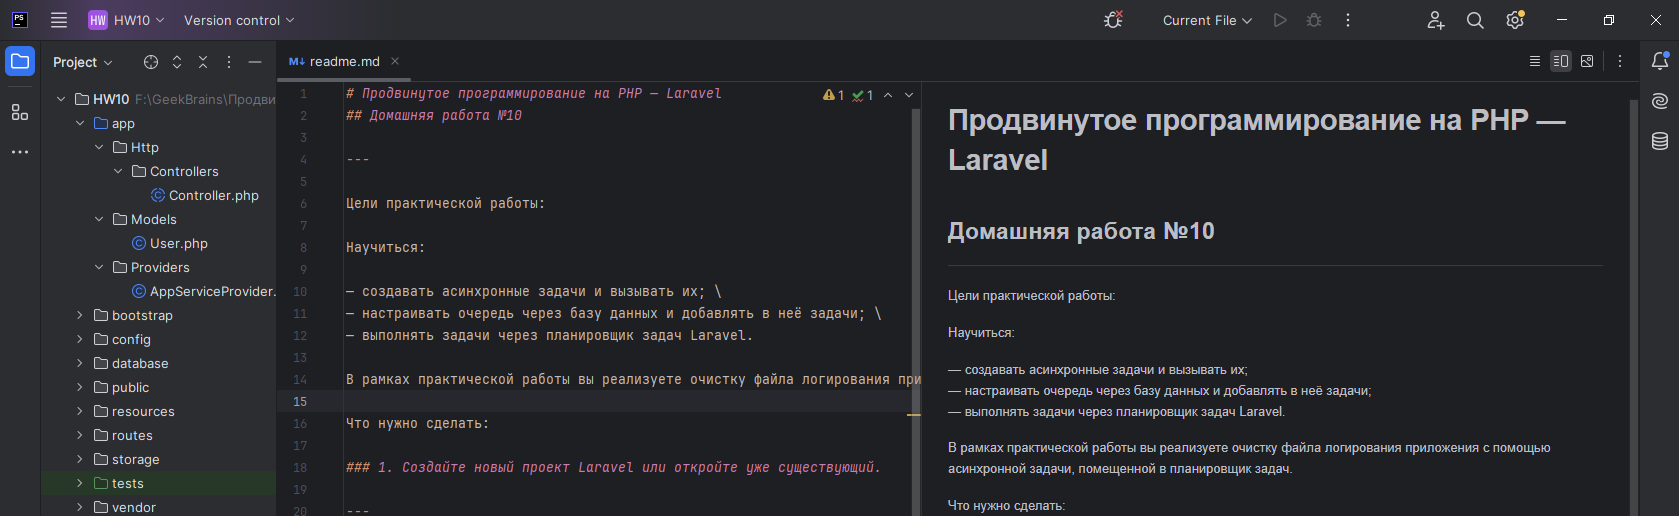 PS
HW HW10 Version control Current File
Project
readme.md
HW10 F:\GeekBrains\Продви
app
Http
Controllers
Controller.php
Models
User.php
Providers
AppServiceProvider.
bootstrap
config
database
public
resources
routes
storage
tests
vendor
1 # Продвинутое программирование на PHP — Laravel
2 ## Домашняя работа №10
3
4 ---
5
6 Цели практической работы:
7
8 Научиться:
9
10 — создавать асинхронные задачи и вызывать их; \
11 — настраивать очередь через базу данных и добавлять в неё задачи; \
12 — выполнять задачи через планировщик задач Laravel.
13
14 В рамках практической работы вы реализуете очистку файла логирования при
15
16 Что нужно сделать:
17
18 ### 1. Создайте новый проект Laravel или откройте уже существующий.
19
20 ---
1 1
Продвинутое программирование на PHP —
Laravel
Домашняя работа №10
Цели практической работы:
Научиться:
— создавать асинхронные задачи и вызывать их;
— настраивать очередь через базу данных и добавлять в неё задачи;
— выполнять задачи через планировщик задач Laravel.
В рамках практической работы вы реализуете очистку файла логирования приложения с помощью
асинхронной задачи, помещенной в планировщик задач.
Что нужно сделать: